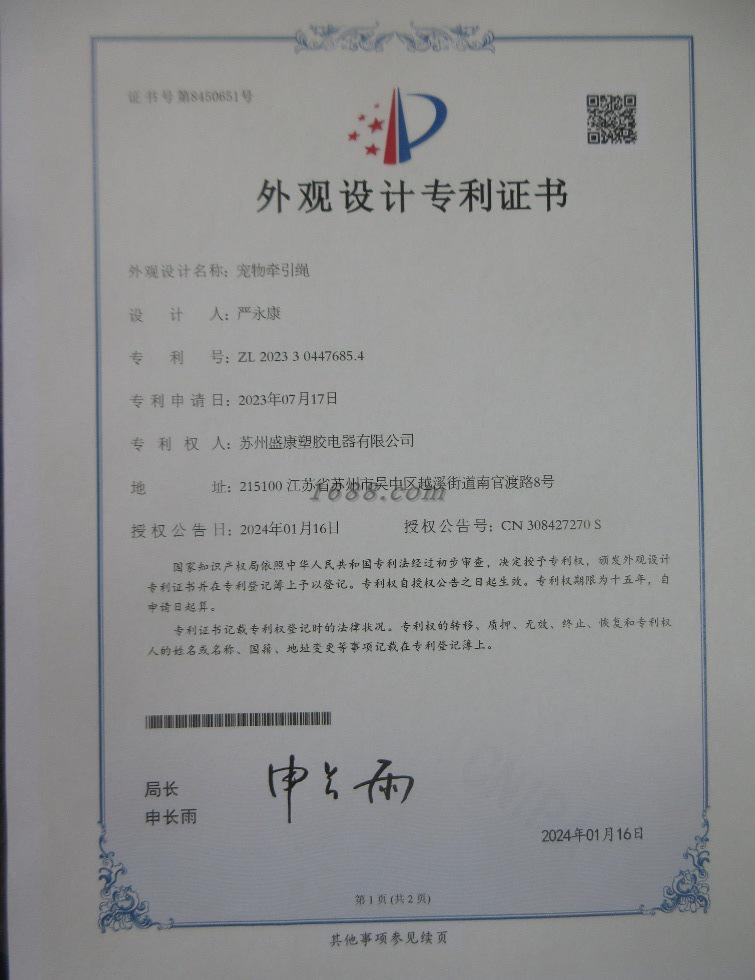 证书号第8450651号
外观设计专利证书
外观设计名称：宠物牵引绳
设计人：严永康
专利号：ZL 2023 3 0447685.4
专利申请日：2023年07月17日
专利权人：苏州盛康塑胶电器有限公司
地址：215100 江苏省苏州市吴中区越溪街道南官渡路8号
1688.com
授权公告日：2024年01月16日 授权公告号：CN 308427270 S
国家知识产权局依照中华人民共和国专利法经过初步审查，决定授予专利权，颁发外观设计
专利证书并在专利登记簿上予以登记。专利权自授权公告之日起生效。专利权期限为十五年，自
申请日起算。
专利证书记载专利权登记时的法律状况。专利权的转移、质押、无效、终止、恢复和专利权
人的姓名或名称、国籍、地址变更等事项记载在专利登记簿上。
局长
申长雨
申长雨
2024年01月16日
第1页(共2页)
其他事项参见续页